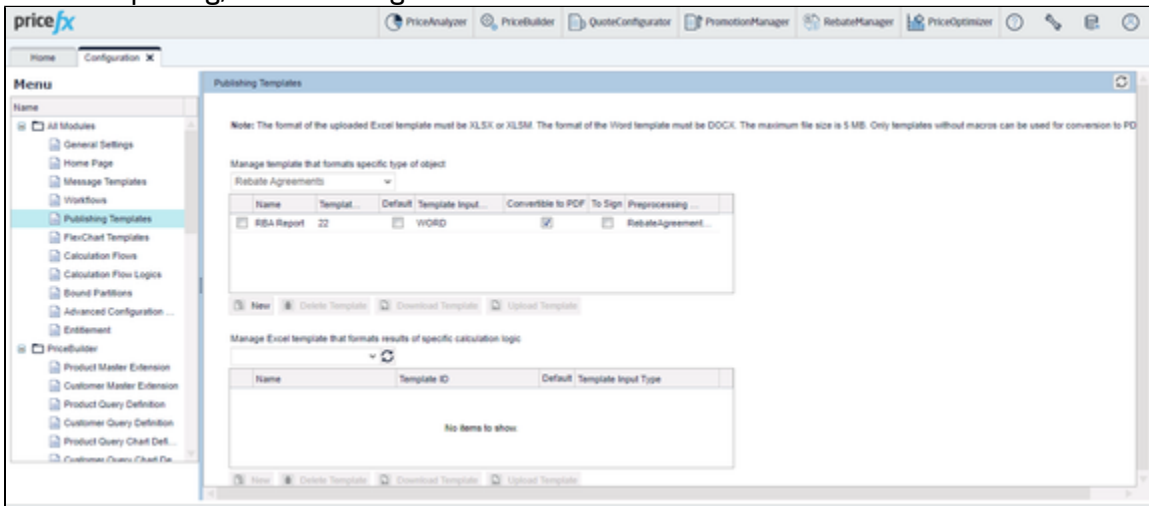 pricefx PriceAnalyzer PriceBuilder QuoteConfigurator PromotionManager RebateManager PriceOptimizer
Home Configuration
Menu
Name
All Modules
General Settings
Home Page
Message Templates
Workflows
Publishing Templates
FlexChart Templates
Calculation Flows
Calculation Flow Logics
Bound Partitions
Advanced Configuration ...
Entitlement
PriceBuilder
Product Master Extension
Customer Master Extension
Product Query Definition
Customer Query Definition
Product Query Chart Defi...
Customer Query Chart De...
Publishing Templates
Note: The format of the uploaded Excel template must be XLSX or XLSM. The format of the Word template must be DOCX. The maximum file size is 5 MB. Only templates without macros can be used for conversion to PD
Manage template that formats specific type of object
Rebate Agreements
Name Templat... Default Template Input... Convertible to PDF To Sign Preprocessing ...
RBA Report 22 WORD RebateAgreement...
New Delete Template Download Template Upload Template
Manage Excel template that formats results of specific calculation logic
Name Template ID Default Template Input Type
No items to show.
New Delete Template Download Template Upload Template